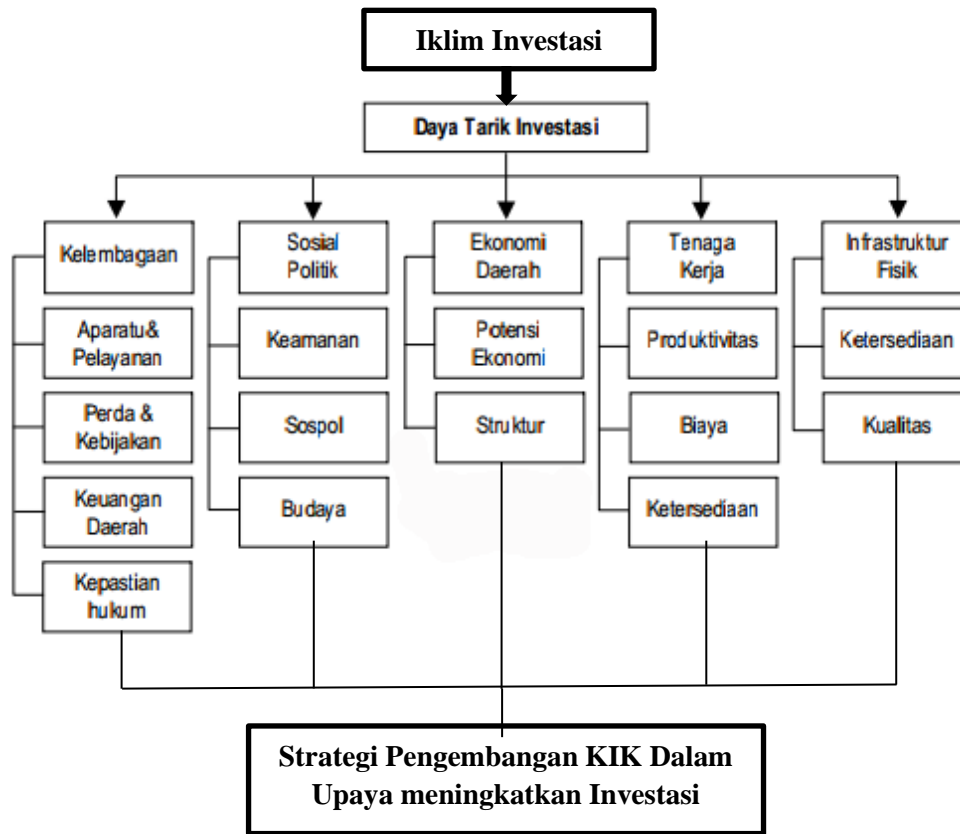 Iklim Investasi
Daya Tarik Investasi
Kelembagaan
Aparatu&
Pelayanan
Perda &
Kebijakan
Keuangan
Daerah
Kepastian
hukum
Sosial
Politik
Keamanan
Sospol
Budaya
Ekonomi
Daerah
Potensi
Ekonomi
Struktur
Tenaga
Kerja
Produktivitas
Biaya
Ketersediaan
Infrastruktur
Fisik
Ketersediaan
Kualitas
Strategi Pengembangan KIK Dalam
Upaya meningkatkan Investasi